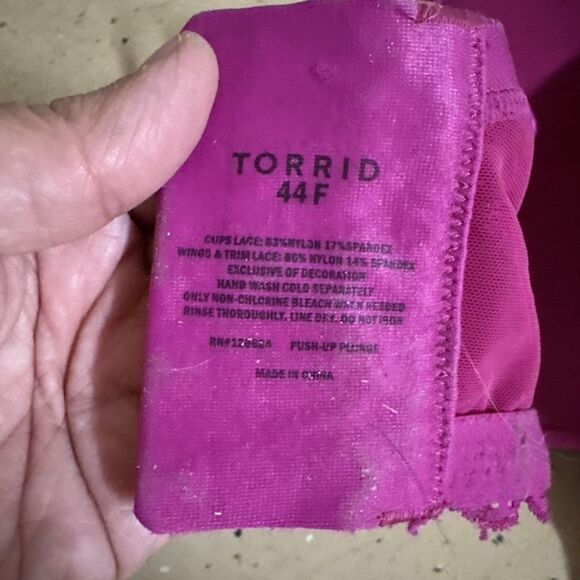 TORRID
44F
CUPS LACE: 83%NYLON 17%SPANDEX
WINGS & TRIM LACE: 86% NYLON 14% SPANDEX
EXCLUSIVE OF DECORATION
HAND WASH COLD SEPARATELY
ONLY NON-CHLORINE BLEACH WHEN NEEDED
RINSE THOROUGHLY. LINE DRY. DO NOT IRON
PUSH-UP PLUNGE
MADE IN CHINA